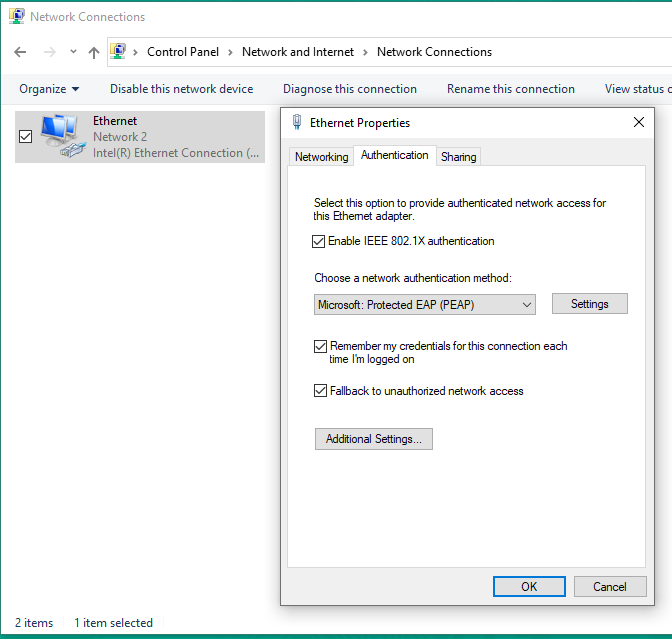 Network Connections
Control Panel > Network and Internet > Network Connections
Organize Disable this network device Diagnose this connection Rename this connection View status o
Ethernet
Network 2
Intel(R) Ethernet Connection (...
Ethernet Properties
Networking Authentication Sharing
Select this option to provide authenticated network access for
this Ethernet adapter.
Enable IEEE 802.1X authentication
Choose a network authentication method:
Microsoft: Protected EAP (PEAP) Settings
Remember my credentials for this connection each
time I'm logged on
Fallback to unauthorized network access
Additional Settings...
OK Cancel
2 items 1 item selected